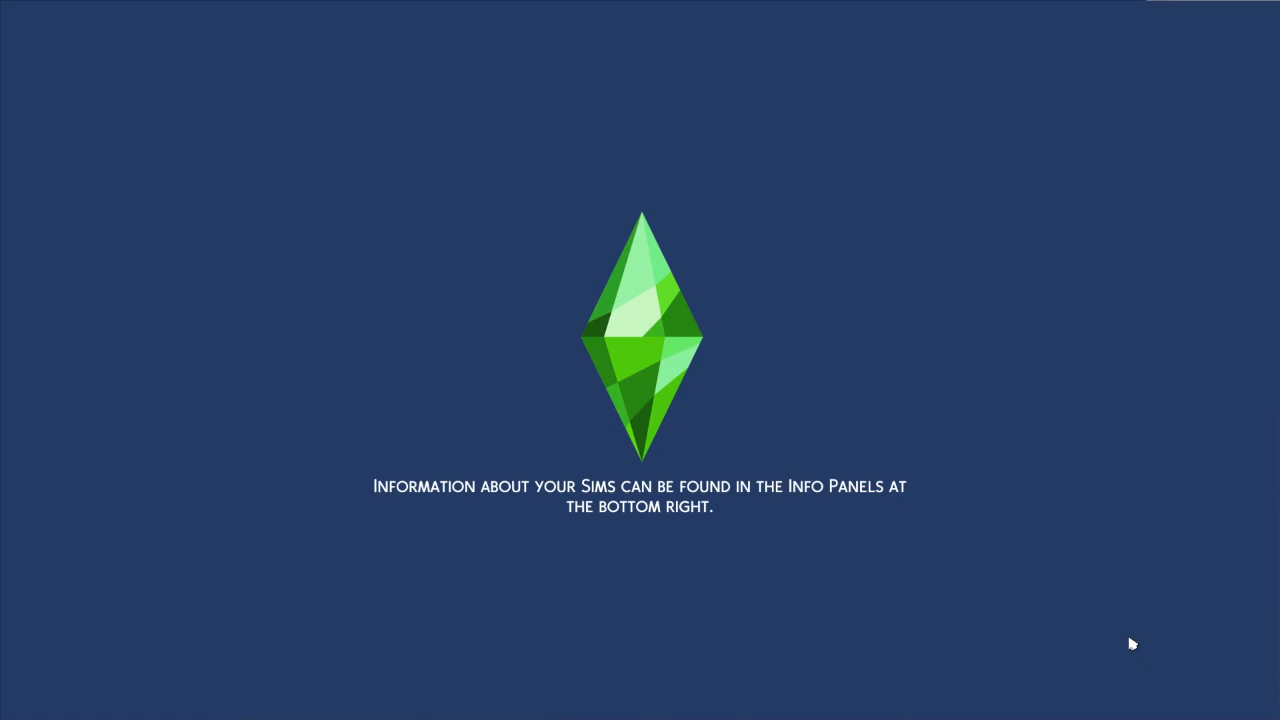 Information about your Sims can be found in the Info Panels at
the bottom right.